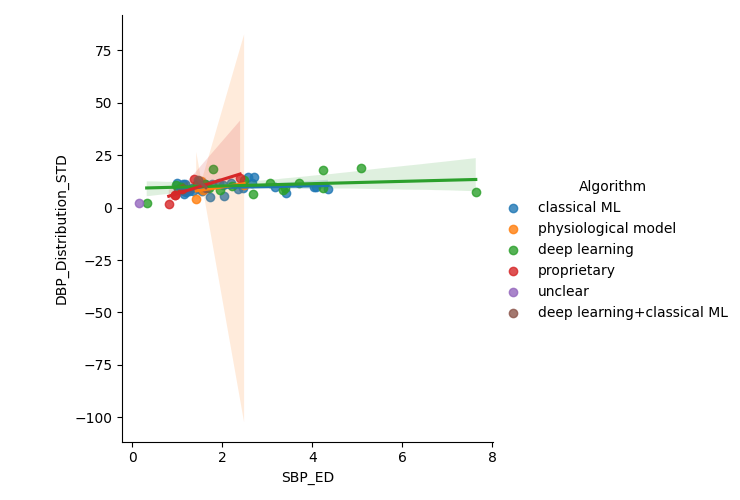 75
50
25
0
−25
−50
−75
−100
DBP_Distribution_STD
0
2
4
6
8
SBP_ED
Algorithm
classical ML
physiological model
deep learning
proprietary
unclear
deep learning+classical ML